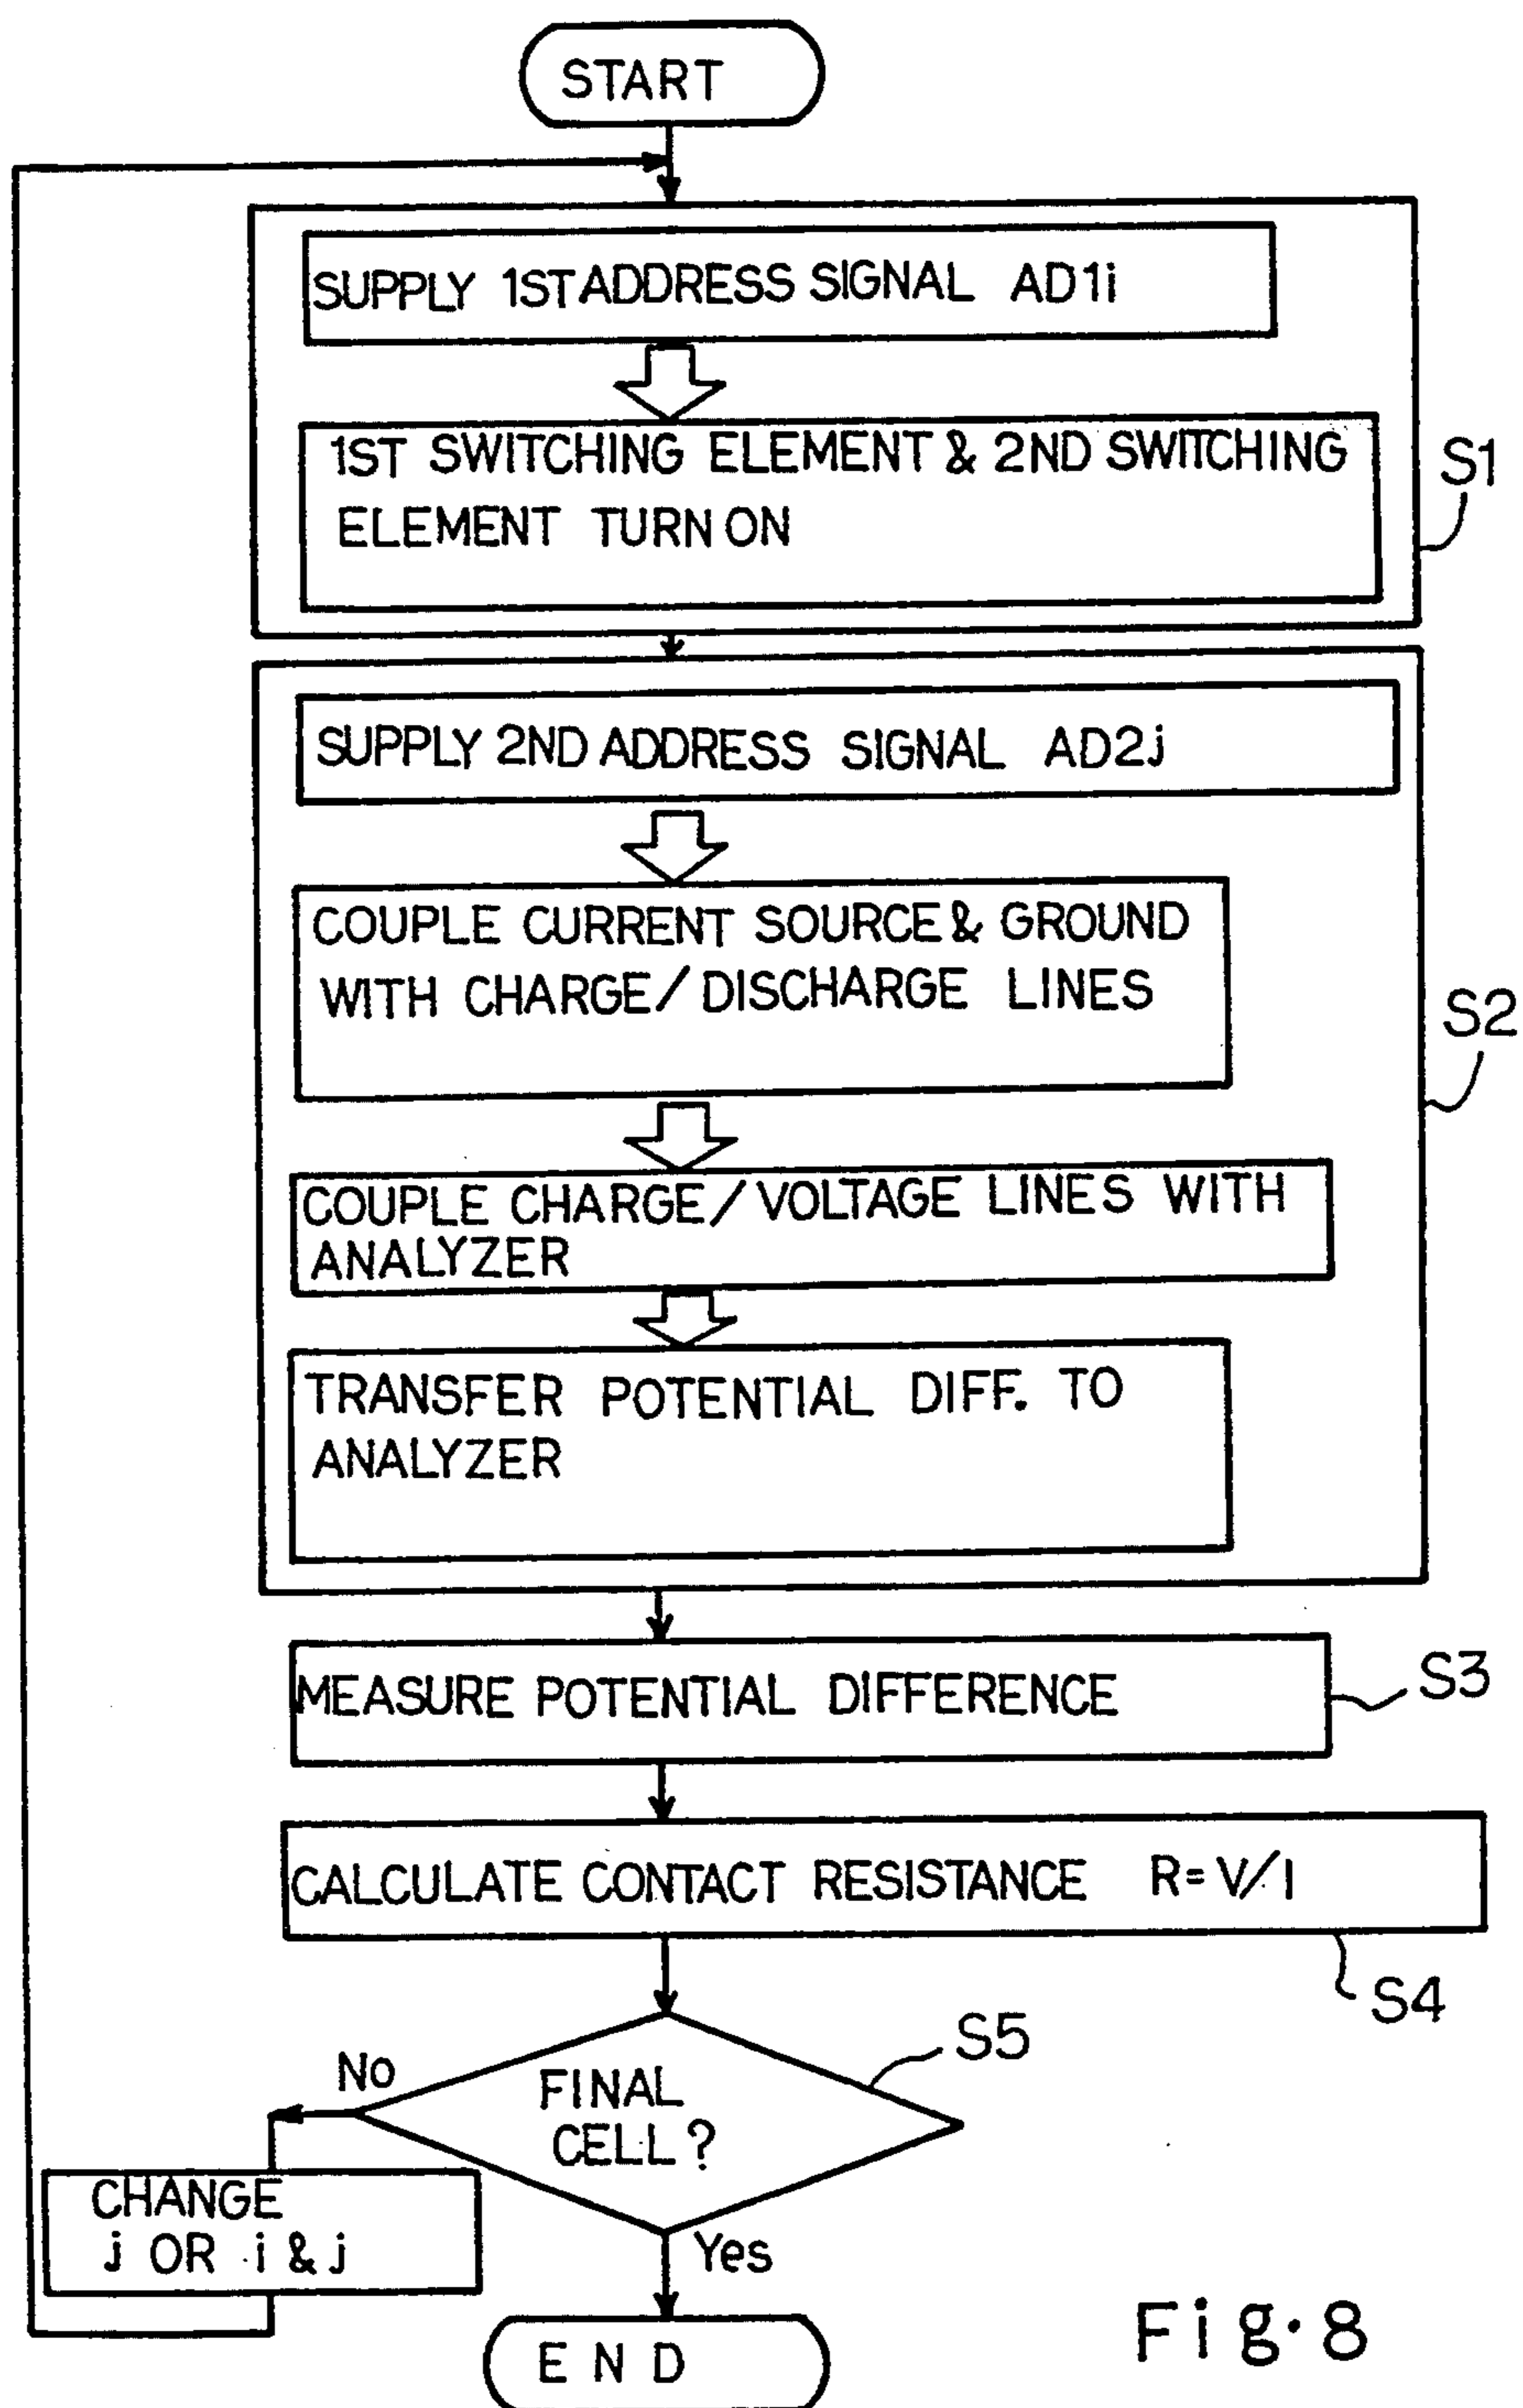 START
SUPPLY 1ST ADDRESS SIGNAL AD1i
1ST SWITCHING ELEMENT & 2ND SWITCHING
ELEMENT TURN ON
S1
SUPPLY 2ND ADDRESS SIGNAL AD2j
COUPLE CURRENT SOURCE & GROUND
WITH CHARGE/DISCHARGE LINES
S2
COUPLE CHARGE/VOLTAGE LINES WITH
ANALYZER
TRANSFER POTENTIAL DIFF. TO
ANALYZER
MEASURE POTENTIAL DIFFERENCE
S3
CALCULATE CONTACT RESISTANCE R=V/I
S4
S5
No
FINAL
CELL?
CHANGE
j OR i & j
Yes
END
Fig. 8